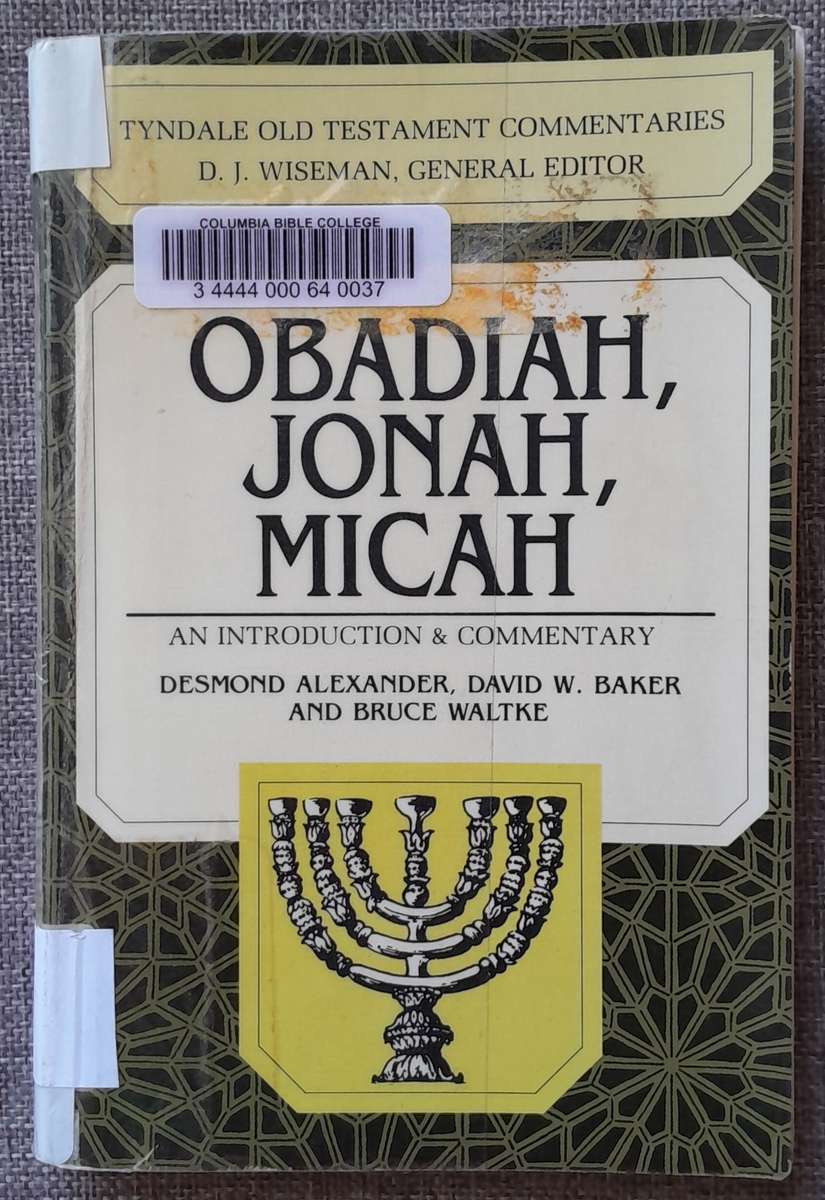 TYNDALE OLD TESTAMENT COMMENTARIES
D. J. WISEMAN, GENERAL EDITOR
COLUMBIA BIBLE COLLEGE
3 4444 000 64 0037
OBADIAH,
JONAH,
MICAH
AN INTRODUCTION & COMMENTARY
DESMOND ALEXANDER, DAVID W. BAKER
AND BRUCE WALTKE